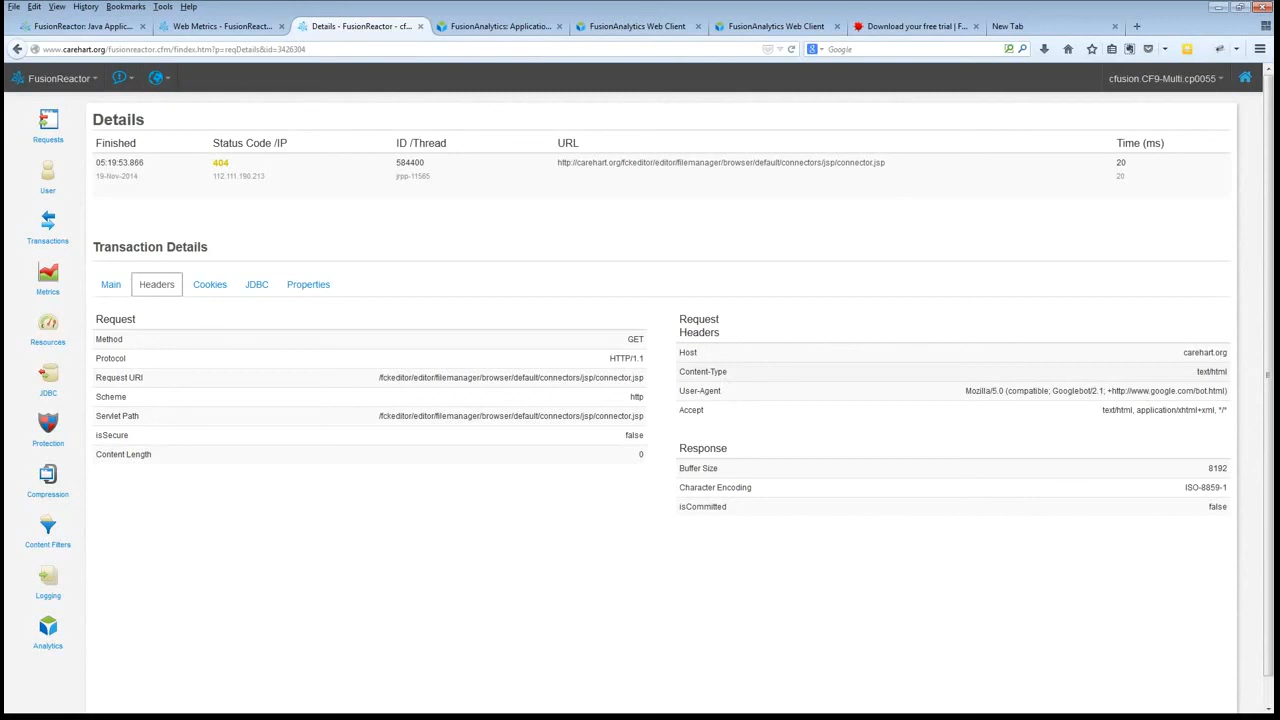 File Edit View History Bookmarks Tools Help
FusionReactor: Java Applic... × Web Metrics - FusionReact... × Details - FusionReactor - cf... × FusionAnalytics: Application... × FusionAnalytics Web Client × FusionAnalytics Web Client × Download your free trial | F... × New Tab × +
www.carehart.org/fusionreactor.cfm/findex.htm?p=reqDetails&id=3426304 Google
FusionReactor cfusion.CF9-Multi.cp0055
Requests
User
Transactions
Metrics
Resources
JDBC
Protection
Compression
Content Filters
Logging
Analytics
Details
Finished Status Code /IP ID /Thread URL Time (ms)
05:19:53.866 404 584400 http://carehart.org/fckeditor/editor/filemanager/browser/default/connectors/jsp/connector.jsp 20
19-Nov-2014 112.111.190.213 jrpp-11565 20
Transaction Details
Main Headers Cookies JDBC Properties
Request
Method GET
Protocol HTTP/1.1
Request URI /fckeditor/editor/filemanager/browser/default/connectors/jsp/connector.jsp
Scheme http
Servlet Path /fckeditor/editor/filemanager/browser/default/connectors/jsp/connector.jsp
isSecure false
Content Length 0
Request
Headers
Host carehart.org
Content-Type text/html
User-Agent Mozilla/5.0 (compatible; Googlebot/2.1; +http://www.google.com/bot.html)
Accept text/html, application/xhtml+xml, */*
Response
Buffer Size 8192
Character Encoding ISO-8859-1
isCommitted false